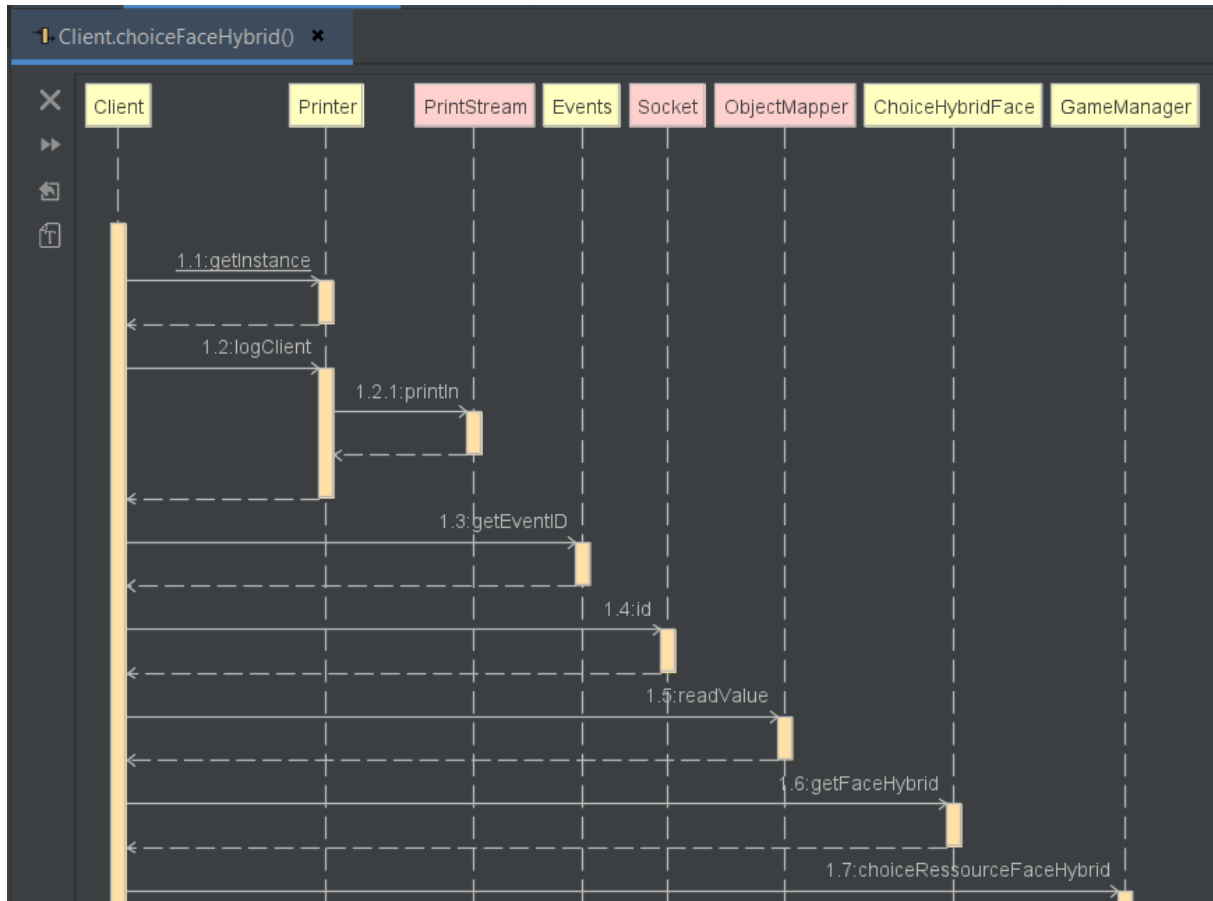 Client.choiceFaceHybrid()
Client
Printer
PrintStream
Events
Socket
ObjectMapper
ChoiceHybridFace
GameManager
1.1:getInstance
1.2:logClient
1.2.1:println
1.3:getEventID
1.4:id
1.5:readValue
1.6:getFaceHybrid
1.7:choiceRessourceFaceHybrid